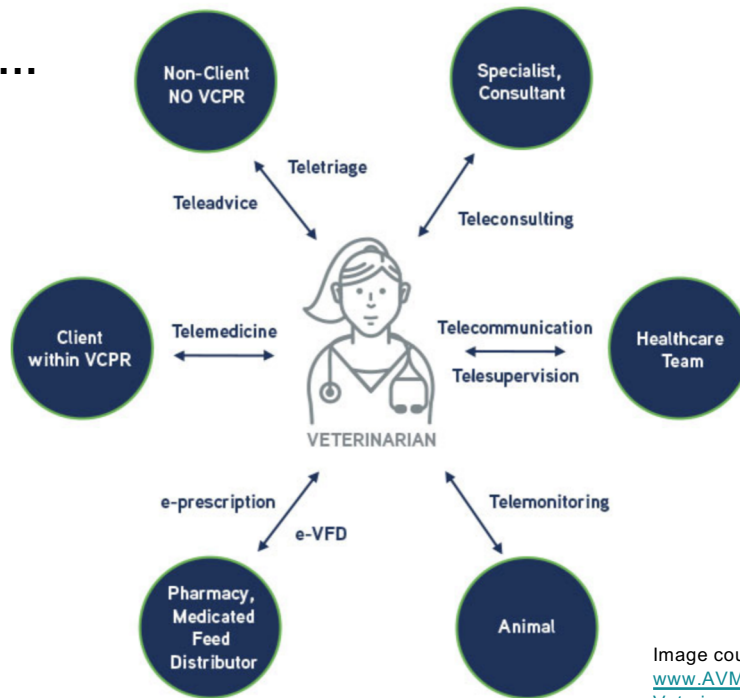 ...
Non-Client
NO VCPR
Specialist,
Consultant
Teletriage
Teleadvice
Teleconsulting
Client
within VCPR
Telemedicine
Telecommunication
Telesupervision
Healthcare
Team
VETERINARIAN
e-prescription
e-VFD
Telemonitoring
Pharmacy,
Medicated
Feed
Distributor
Animal
Image cou
www.AVM